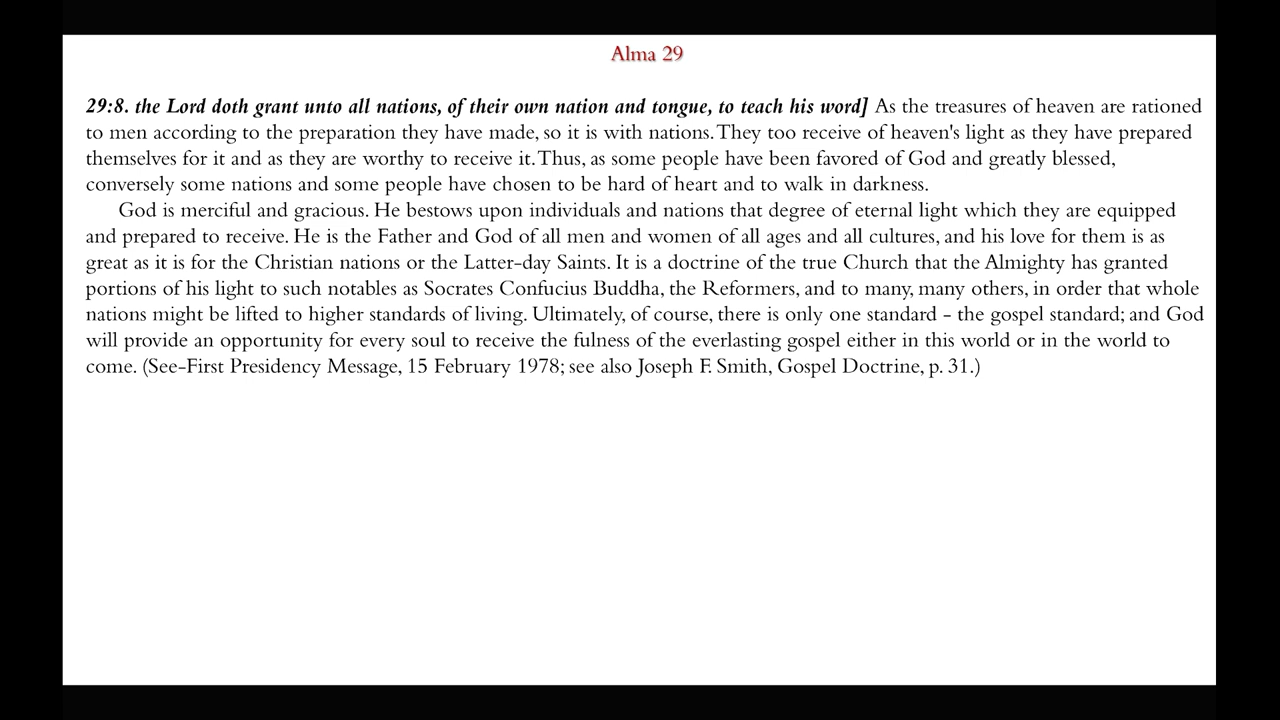 Alma 29
29:8. the Lord doth grant unto all nations, of their own nation and tongue, to teach his word] As the treasures of heaven are rationed
to men according to the preparation they have made, so it is with nations. They too receive of heaven's light as they have prepared
themselves for it and as they are worthy to receive it. Thus, as some people have been favored of God and greatly blessed,
conversely some nations and some people have chosen to be hard of heart and to walk in darkness.
God is merciful and gracious. He bestows upon individuals and nations that degree of eternal light which they are equipped
and prepared to receive. He is the Father and God of all men and women of all ages and all cultures, and his love for them is as
great as it is for the Christian nations or the Latter-day Saints. It is a doctrine of the true Church that the Almighty has granted
portions of his light to such notables as Socrates Confucius Buddha, the Reformers, and to many, many others, in order that whole
nations might be lifted to higher standards of living. Ultimately, of course, there is only one standard - the gospel standard; and God
will provide an opportunity for every soul to receive the fulness of the everlasting gospel either in this world or in the world to
come. (See-First Presidency Message, 15 February 1978; see also Joseph F. Smith, Gospel Doctrine, p. 31.)